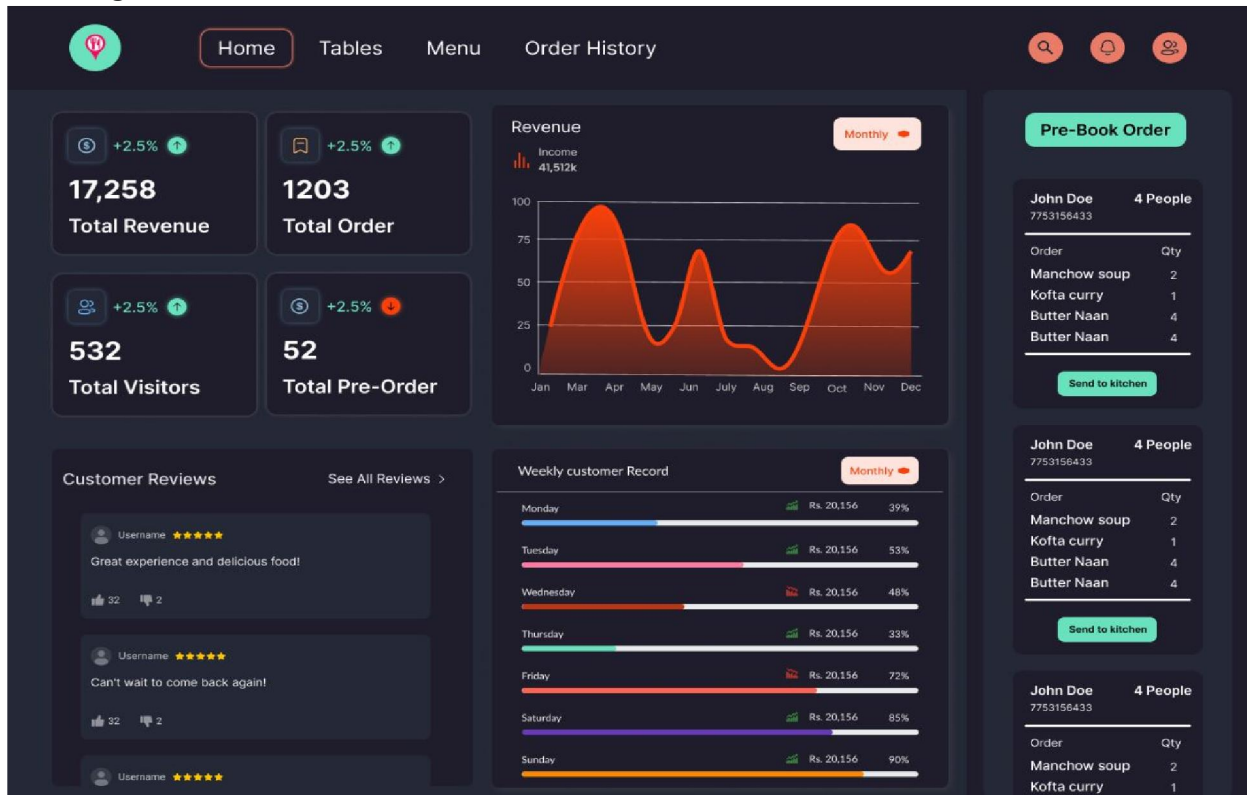 Home Tables Menu Order History
+2.5%
17,258
Total Revenue
+2.5%
1203
Total Order
+2.5%
532
Total Visitors
+2.5%
52
Total Pre-Order
Revenue
Monthly
Income
41,512k
100
75
50
25
0
Jan Mar Apr May Jun July Aug Sep Oct Nov Dec
Customer Reviews See All Reviews >
Username
Great experience and delicious food!
32 2
Username
Can't wait to come back again!
32 2
Username
Weekly customer Record Monthly
Monday Rs. 20,156 39%
Tuesday Rs. 20,156 53%
Wednesday Rs. 20,156 48%
Thursday Rs. 20,156 33%
Friday Rs. 20,156 72%
Saturday Rs. 20,156 85%
Sunday Rs. 20,156 90%
Pre-Book Order
John Doe 4 People
7753156433
Order Qty
Manchow soup 2
Kofta curry 1
Butter Naan 4
Butter Naan 4
Send to kitchen
John Doe 4 People
7753156433
Order Qty
Manchow soup 2
Kofta curry 1
Butter Naan 4
Butter Naan 4
Send to kitchen
John Doe 4 People
7753156433
Order Qty
Manchow soup 2
Kofta curry 1